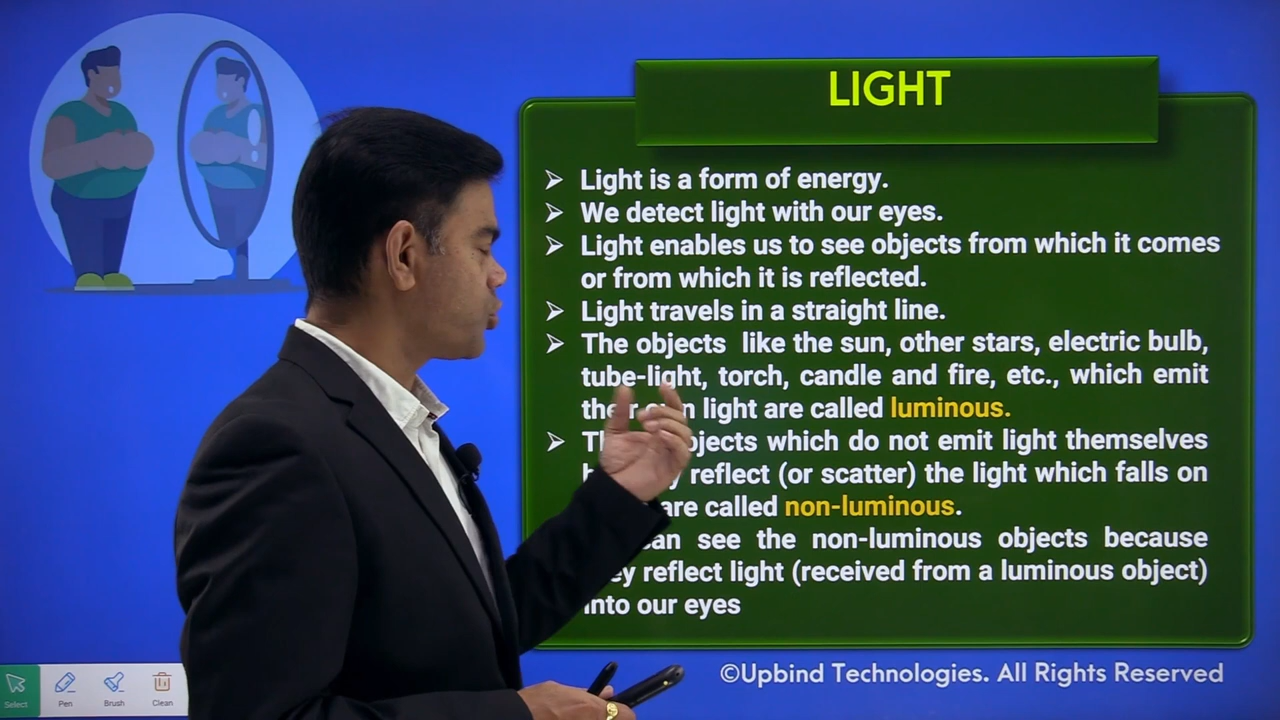 LIGHT
Light is a form of energy.
We detect light with our eyes.
Light enables us to see objects from which it comes
or from which it is reflected.
Light travels in a straight line.
The objects like the sun, other stars, electric bulb,
tube-light, torch, candle and fire, etc., which emit
light are called luminous.
which do not emit light themselves
reflect (or scatter) the light which falls on
are called non-luminous.
can see the non-luminous objects because
reflect light (received from a luminous object)
into our eyes
©Upbind Technologies. All Rights Reserved
Select Pen Brush Clean